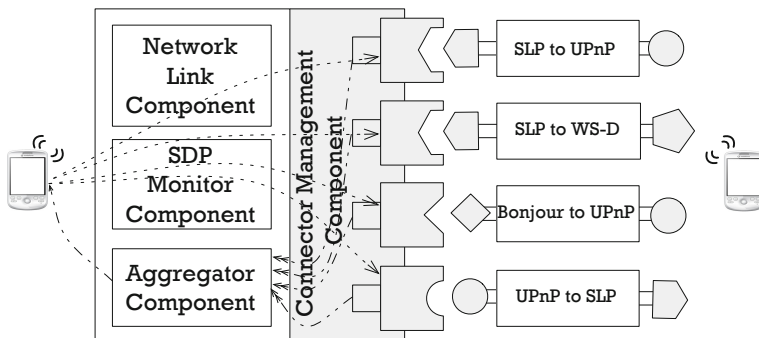 Network
Link
Component
SDP
Monitor
Component
Aggregator
Component
Connector Management
Component
SLP to UPnP
SLP to WS-D
Bonjour to UPnP
UPnP to SLP